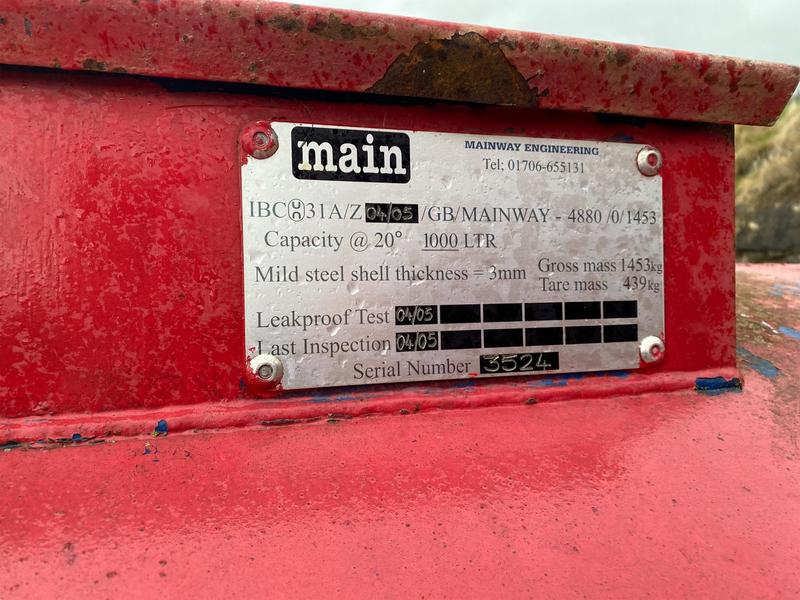 main
MAINWAY ENGINEERING
Tel; 01706-655131
IBC un 31A/Z 04/05 /GB/MAINWAY - 4880 /0/1453
Capacity @ 20° 1000 LTR
Mild steel shell thickness = 3mm
Gross mass 1453kg
Tare mass 439kg
Leakproof Test 04/05
Last Inspection 04/05
Serial Number 3524